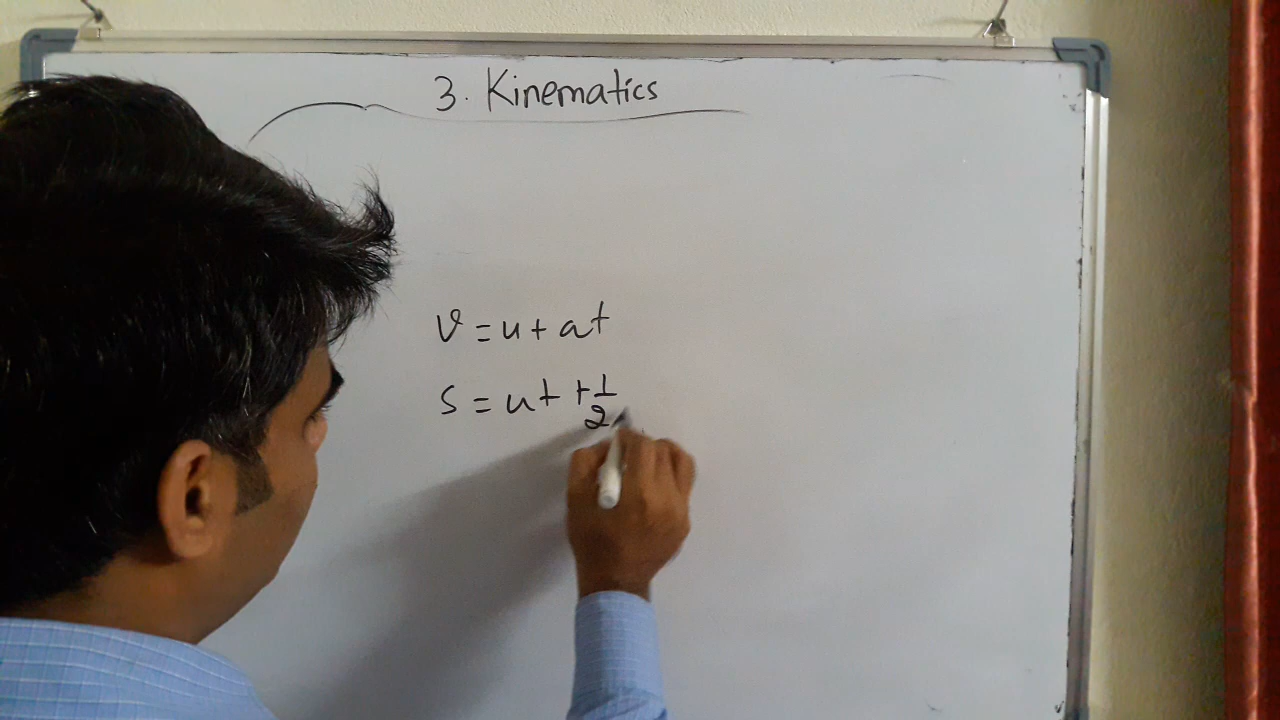 3. Kinematics
v = u + at
s = ut + 1/2